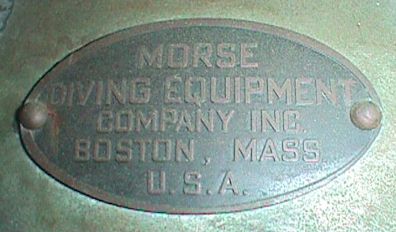 MORSE
DIVING EQUIPMENT
COMPANY INC.
BOSTON, MASS
U.S.A.